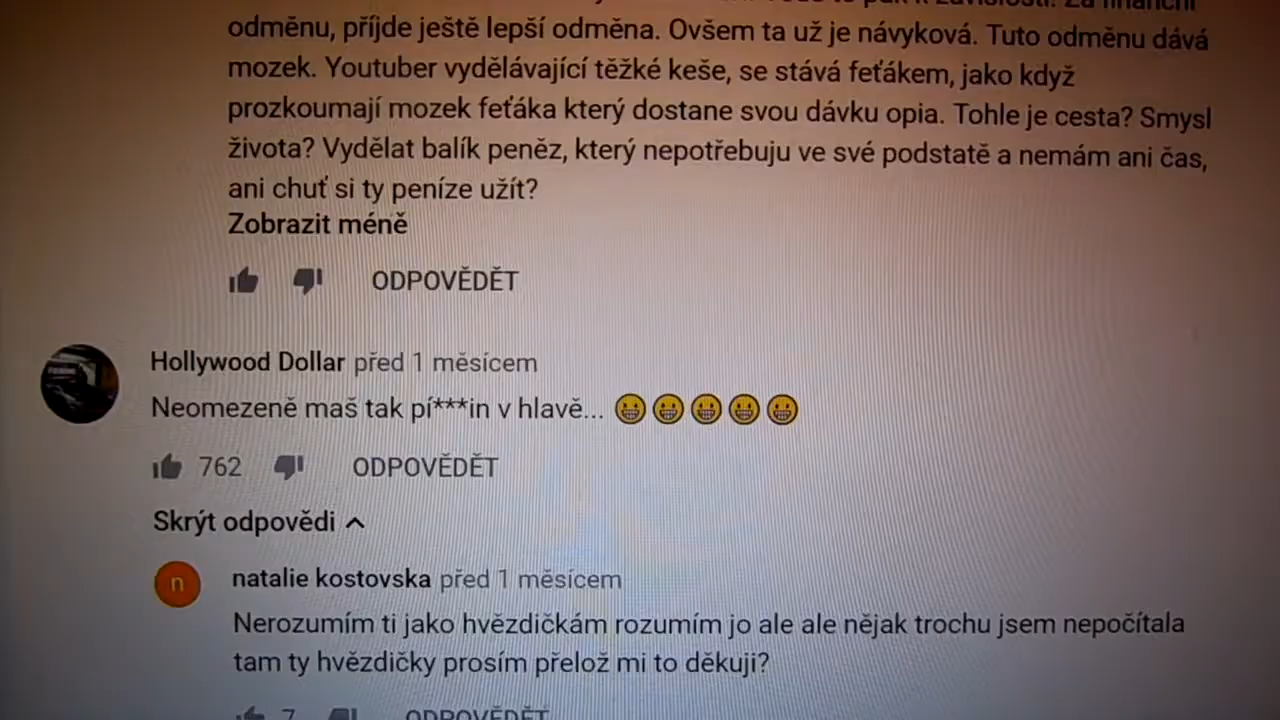 odměnu, příjde ještě lepší odměna. Ovšem ta už je návyková. Tuto odměnu dává
mozek. Youtuber vydělávající těžké keše, se stává feťákem, jako když
prozkoumají mozek feťáka který dostane svou dávku opia. Tohle je cesta? Smysl
života? Vydělat balík peněz, který nepotřebuju ve své podstatě a nemám ani čas,
ani chuť si ty peníze užít?
Zobrazit méně
ODPOVĚDĚT
Hollywood Dollar před 1 měsícem
Neomezeně maš tak pí***in v hlavě... 😁😁😁😁😁
762 ODPOVĚDĚT
Skrýt odpovědi
n
natalie kostovska před 1 měsícem
Nerozumím ti jako hvězdičkám rozumím jo ale ale nějak trochu jsem nepočítala
tam ty hvězdičky prosím přelož mi to děkuji?
7 ODPOVĚDĚT